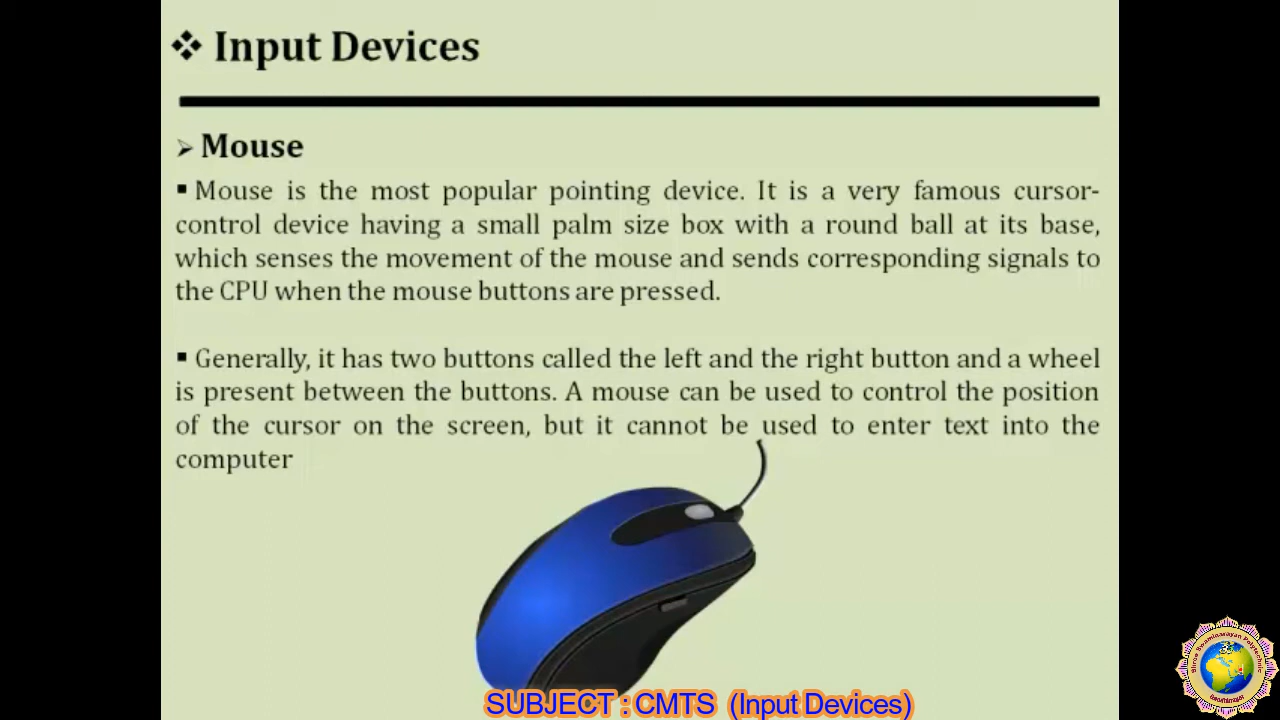 ❖ Input Devices
➢ Mouse
▪ Mouse is the most popular pointing device. It is a very famous cursor-
control device having a small palm size box with a round ball at its base,
which senses the movement of the mouse and sends corresponding signals to
the CPU when the mouse buttons are pressed.
▪ Generally, it has two buttons called the left and the right button and a wheel
is present between the buttons. A mouse can be used to control the position
of the cursor on the screen, but it cannot be used to enter text into the
computer
SUBJECT : CMTS (Input Devices)